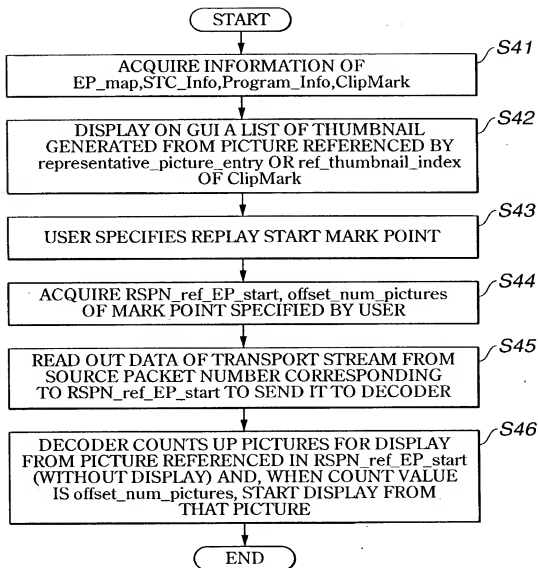 START
S41
ACQUIRE INFORMATION OF
EP_map,STC_Info,Program_Info,ClipMark
S42
DISPLAY ON GUI A LIST OF THUMBNAIL
GENERATED FROM PICTURE REFERENCED BY
representative_picture_entry OR ref_thumbnail_index
OF ClipMark
S43
USER SPECIFIES REPLAY START MARK POINT
S44
ACQUIRE RSPN_ref_EP_start, offset_num_pictures
OF MARK POINT SPECIFIED BY USER
S45
READ OUT DATA OF TRANSPORT STREAM FROM
SOURCE PACKET NUMBER CORRESPONDING
TO RSPN_ref_EP_start TO SEND IT TO DECODER
S46
DECODER COUNTS UP PICTURES FOR DISPLAY
FROM PICTURE REFERENCED IN RSPN_ref_EP_start
(WITHOUT DISPLAY) AND, WHEN COUNT VALUE
IS offset_num_pictures, START DISPLAY FROM
THAT PICTURE
END